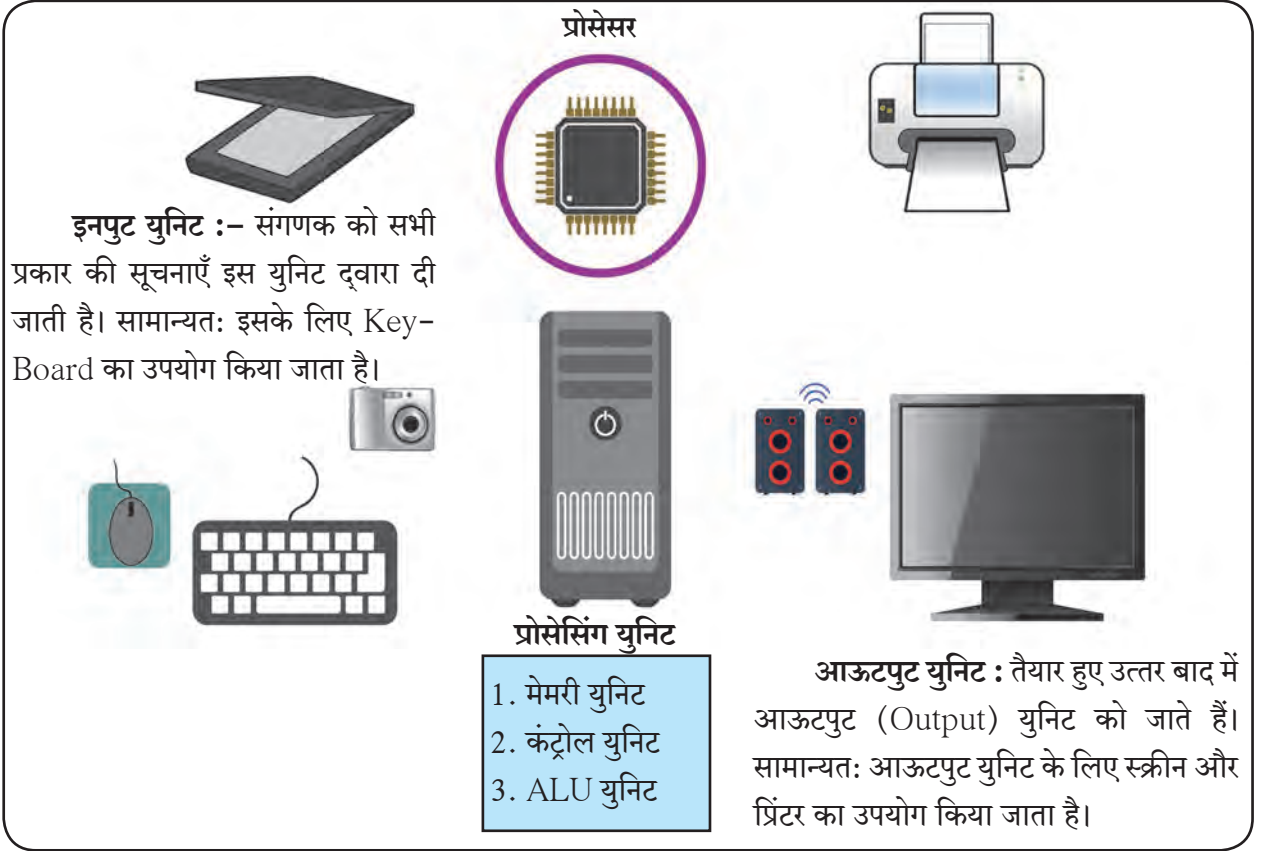 प्रोसेसर
इनपुट युनिट :– संगणक को सभी
प्रकार की सूचनाएँ इस युनिट द्‌वारा दी
जाती है। सामान्यत: इसके लिए Key-
Board का उपयोग किया जाता है।
प्रोसेसिंग युनिट
1. मेमरी युनिट
2. कंट्रोल युनिट
3. ALU युनिट
आऊटपुट युनिट : तैयार हुए उत्तर बाद में
आऊटपुट (Output) युनिट को जाते हैं।
सामान्यत: आऊटपुट युनिट के लिए स्क्रीन और
प्रिंटर का उपयोग किया जाता है।